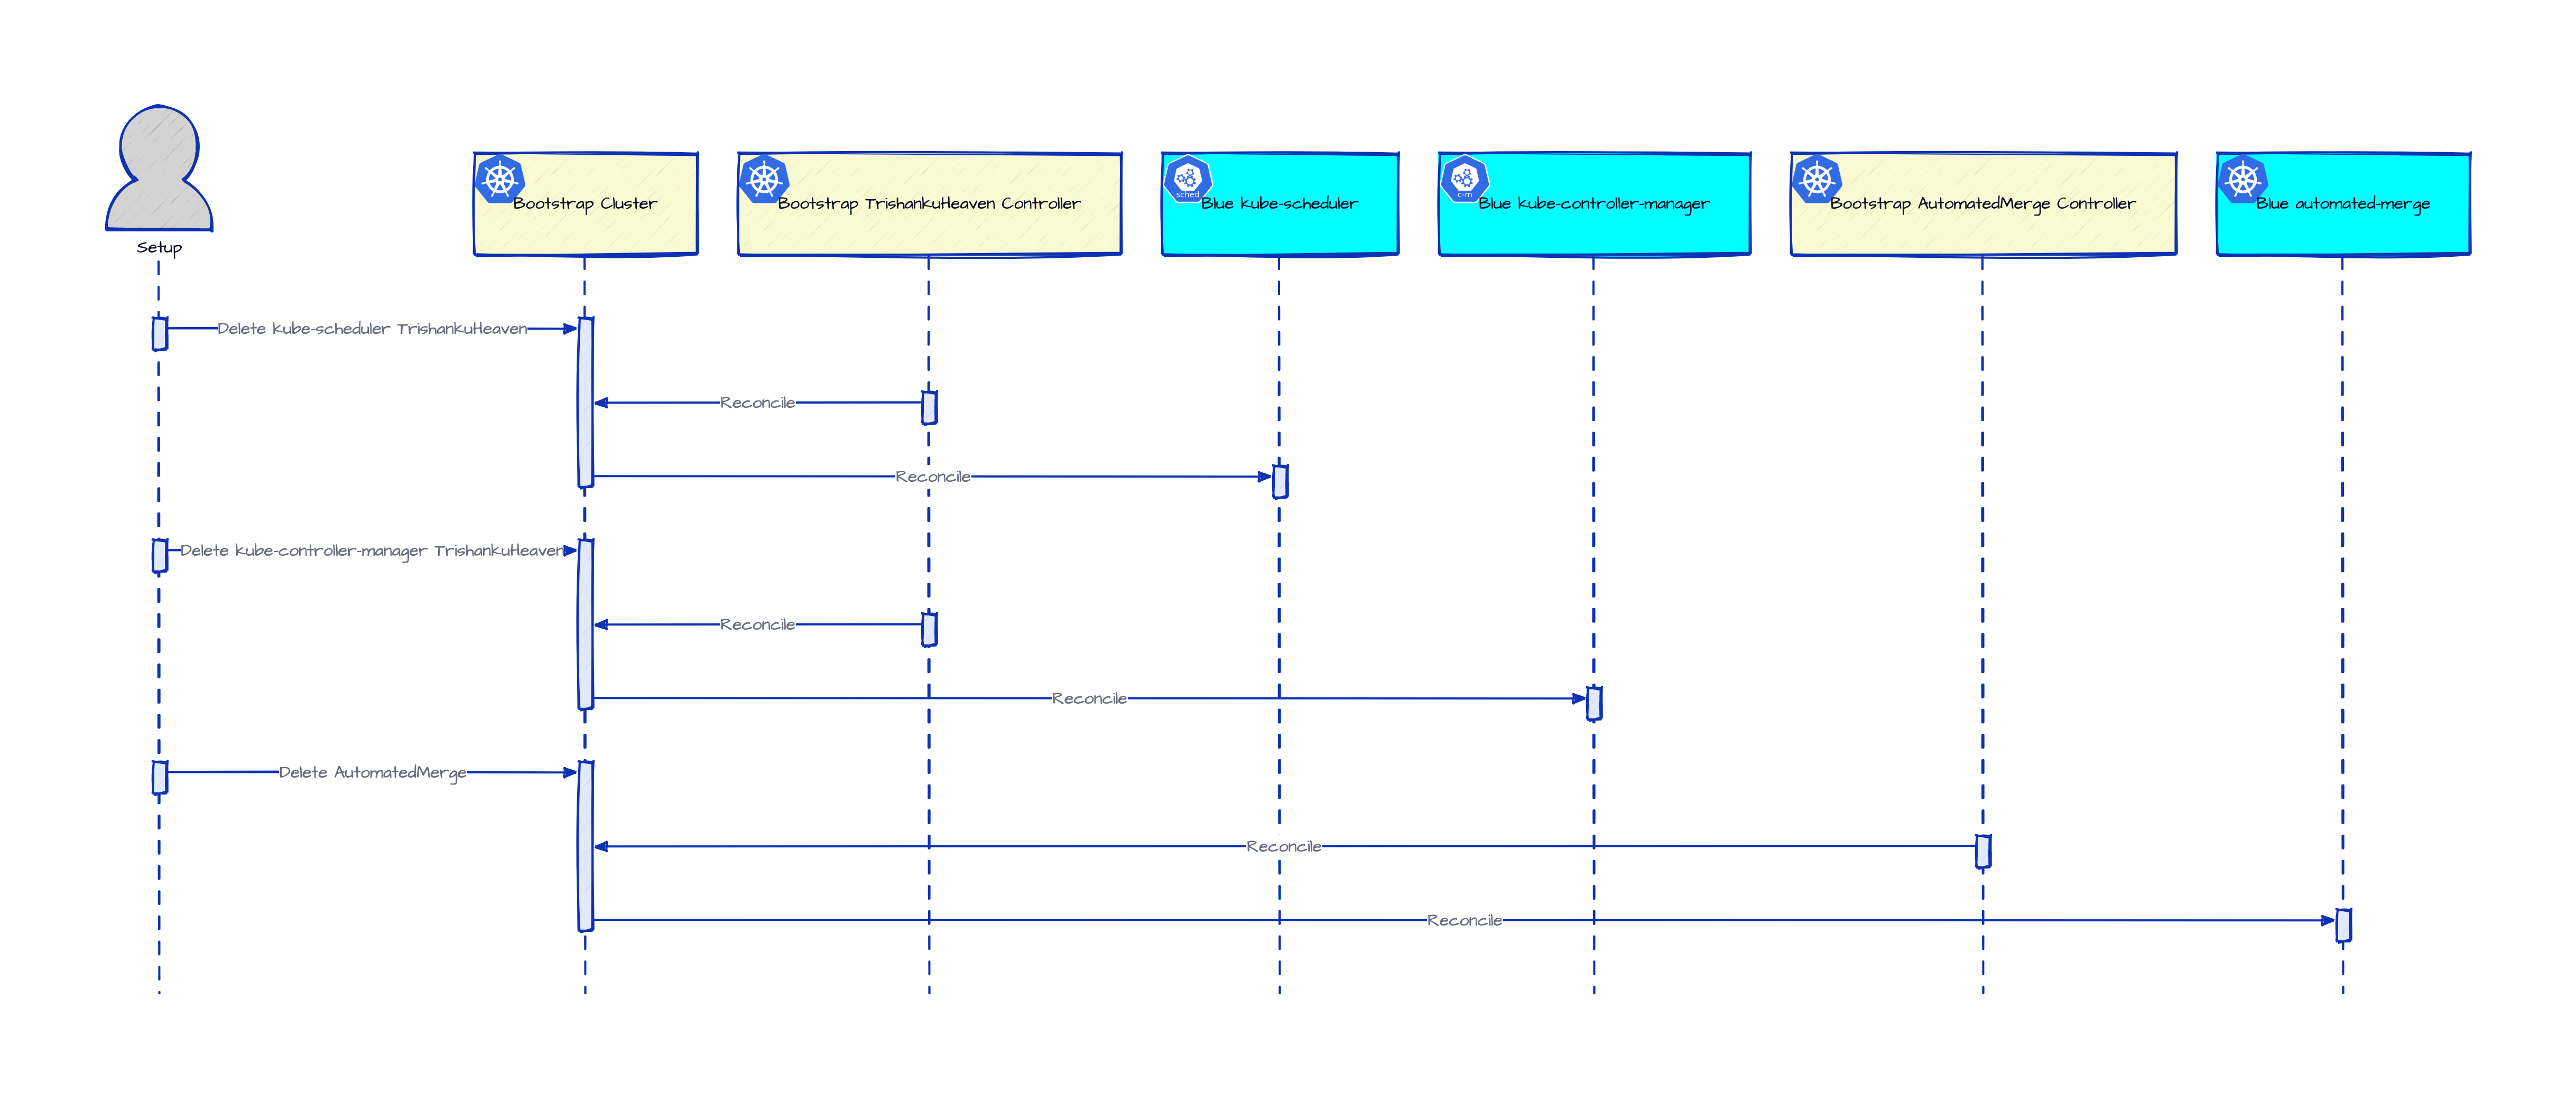 Setup
Bootstrap Cluster
Bootstrap TrishankuHeaven Controller
sched
Blue kube-scheduler
c-m
Blue kube-controller-manager
Bootstrap AutomatedMerge Controller
Blue automated-merge
Delete kube-scheduler TrishankuHeaven
Reconcile
Reconcile
Delete kube-controller-manager TrishankuHeaven
Reconcile
Reconcile
Delete AutomatedMerge
Reconcile
Reconcile